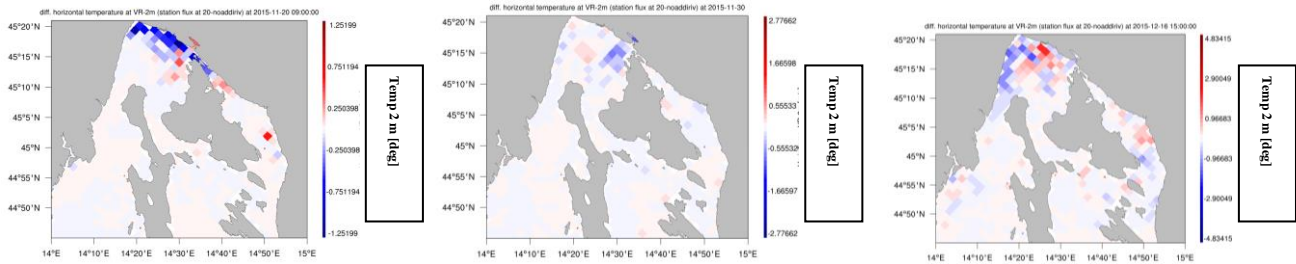 diff. horizontal temperature at VR-2m (station flux at 20-noaddriv) at 2015-11-20 09:00:00
45°21'N
45°15'N
45°10'N
45°5'N
45°N
44°55'N
44°50'N
14°E
14°10'E
14°20'E
14°30'E
14°40'E
14°50'E
15°E
1.25199
0.751194
0.250398
-0.250398
-0.751194
-1.25199
Temp 2 m [deg]
diff. horizontal temperature at VR-2m (station flux at 20-noaddriv) at 2015-11-30
45°21'N
45°15'N
45°10'N
45°5'N
45°N
44°55'N
44°50'N
14°E
14°10'E
14°20'E
14°30'E
14°40'E
14°50'E
15°E
2.77662
1.66598
0.55533
-0.55532
-1.66597
-2.77662
Temp 2 m [deg]
diff. horizontal temperature at VR-2m (station flux at 20-noaddriv) at 2015-12-16 15:00:00
45°20'N
45°15'N
45°10'N
45°5'N
45°N
44°55'N
44°50'N
14°E
14°10'E
14°20'E
14°30'E
14°40'E
14°50'E
15°E
4.83415
2.90049
0.96683
-0.96683
-2.90049
-4.83415
Temp 2 m [deg]